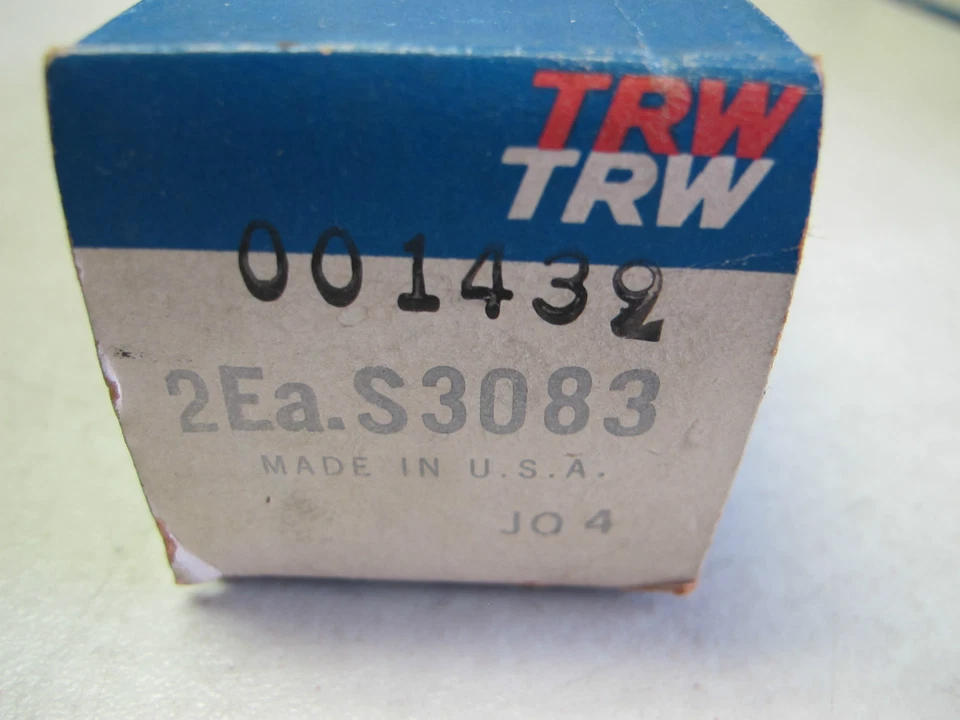 TRW
TRW
001432
2Ea.S3083
MADE IN U.S.A.
JO4